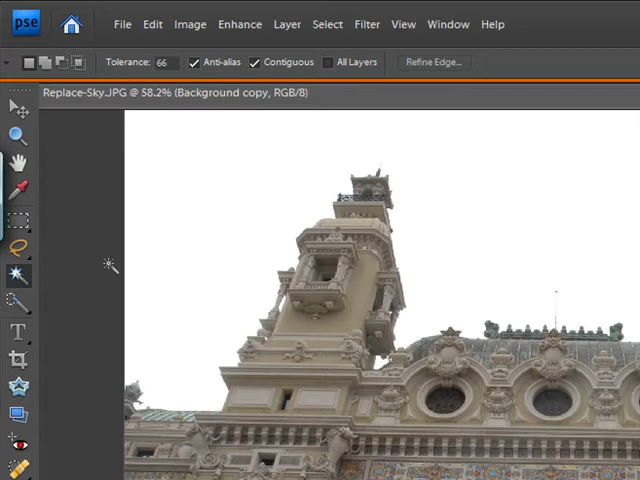 pse File Edit Image Enhance Layer Select Filter View Window Help
Tolerance: 66 Anti-alias Contiguous All Layers Refine Edge...
Replace-Sky.JPG @ 58.2% (Background copy, RGB/8)
T